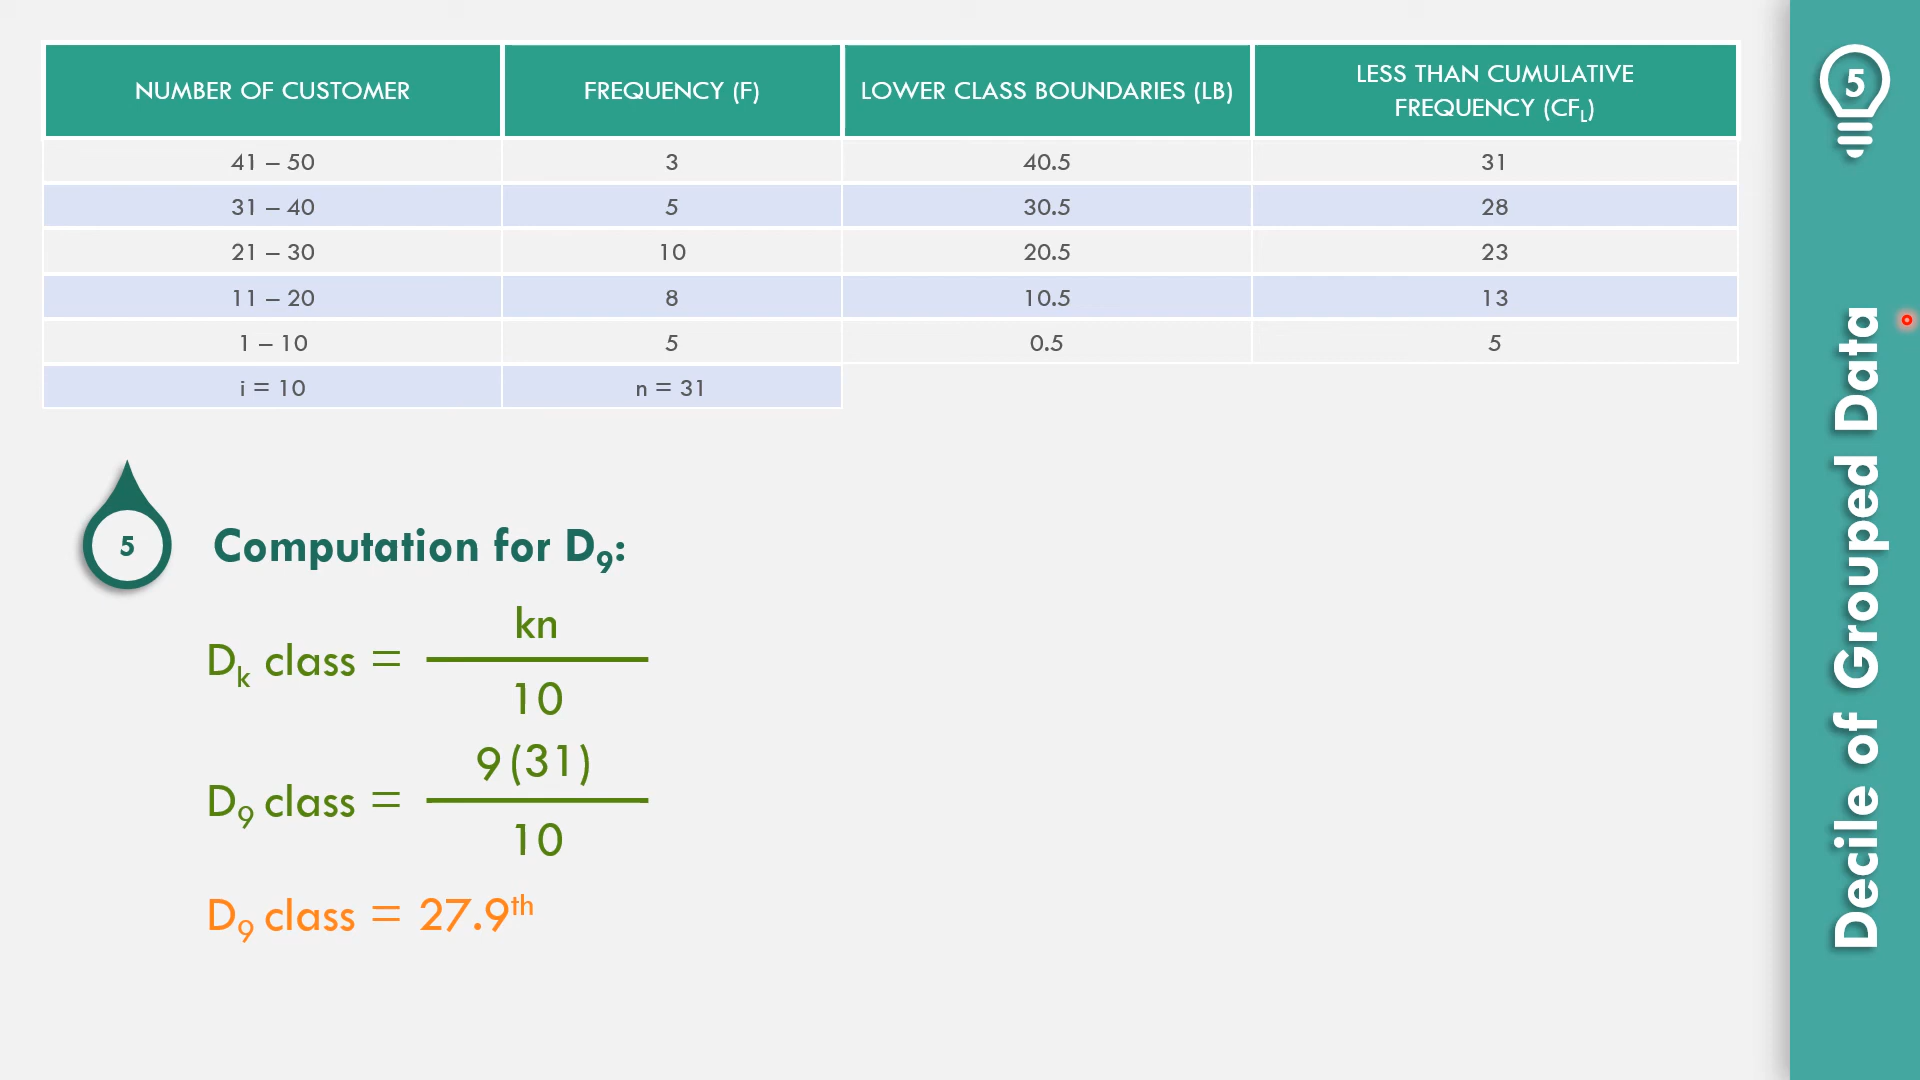 NUMBER OF CUSTOMER FREQUENCY (F) LOWER CLASS BOUNDARIES (LB) LESS THAN CUMULATIVE FREQUENCY (CFL)
41 – 50 3 40.5 31
31 – 40 5 30.5 28
21 – 30 10 20.5 23
11 – 20 8 10.5 13
1 – 10 5 0.5 5
i = 10 n = 31
5
Computation for D9:
Dk class = kn
10
D9 class = 9(31)
10
D9 class = 27.9th
5
Decile of Grouped Data